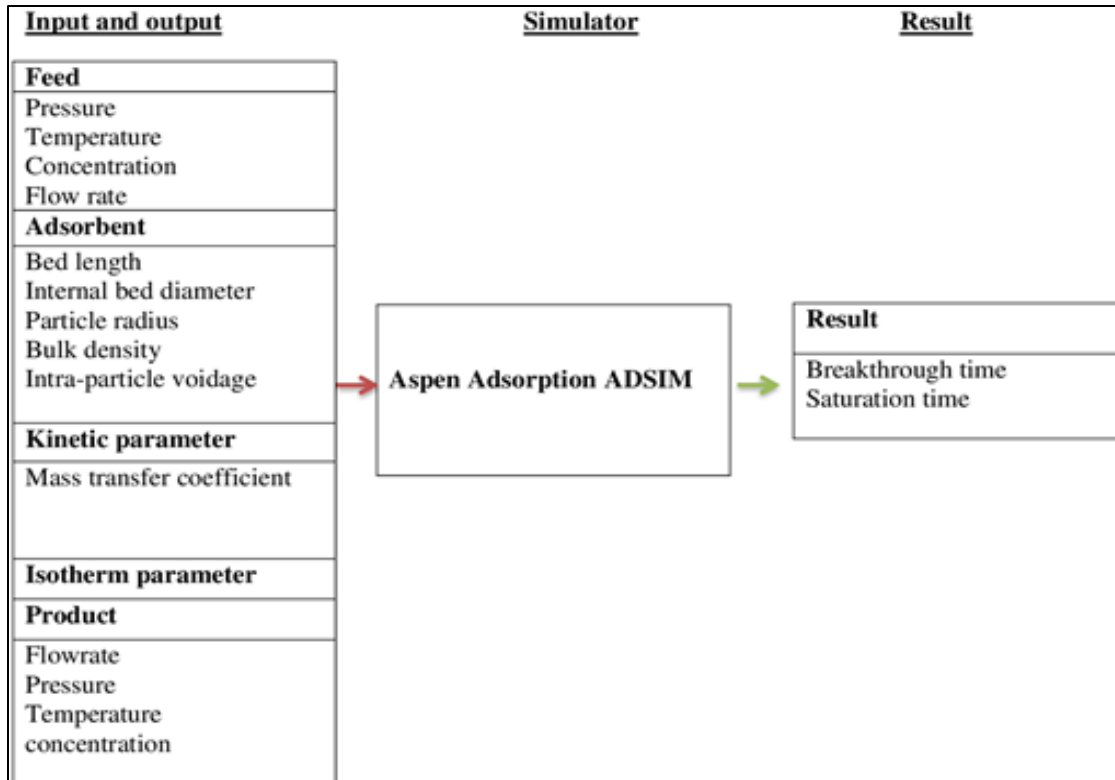 Input and output
Simulator
Result
Feed
Pressure
Temperature
Concentration
Flow rate
Adsorbent
Bed length
Internal bed diameter
Particle radius
Bulk density
Intra-particle voidage
Kinetic parameter
Mass transfer coefficient
Isotherm parameter
Product
Flowrate
Pressure
Temperature
concentration
Aspen Adsorption ADSIM
Result
Breakthrough time
Saturation time